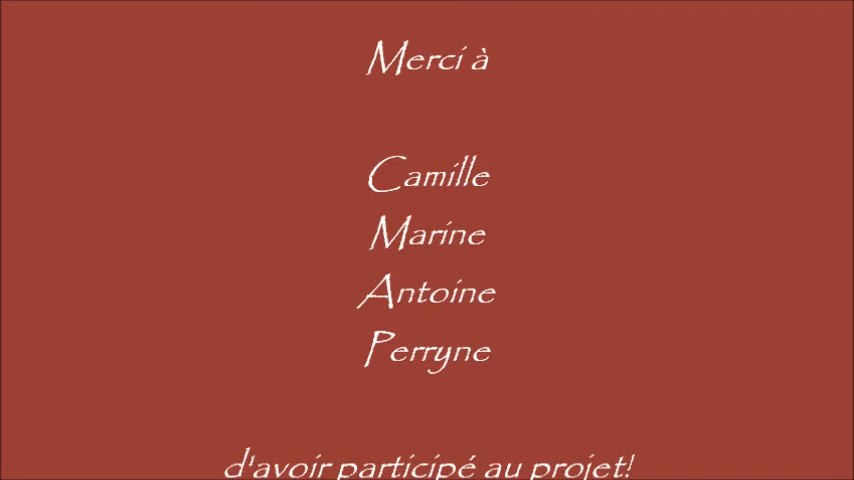 Merci à
Camille
Marine
Antoine
Perryne
d'avoir participé au projet!